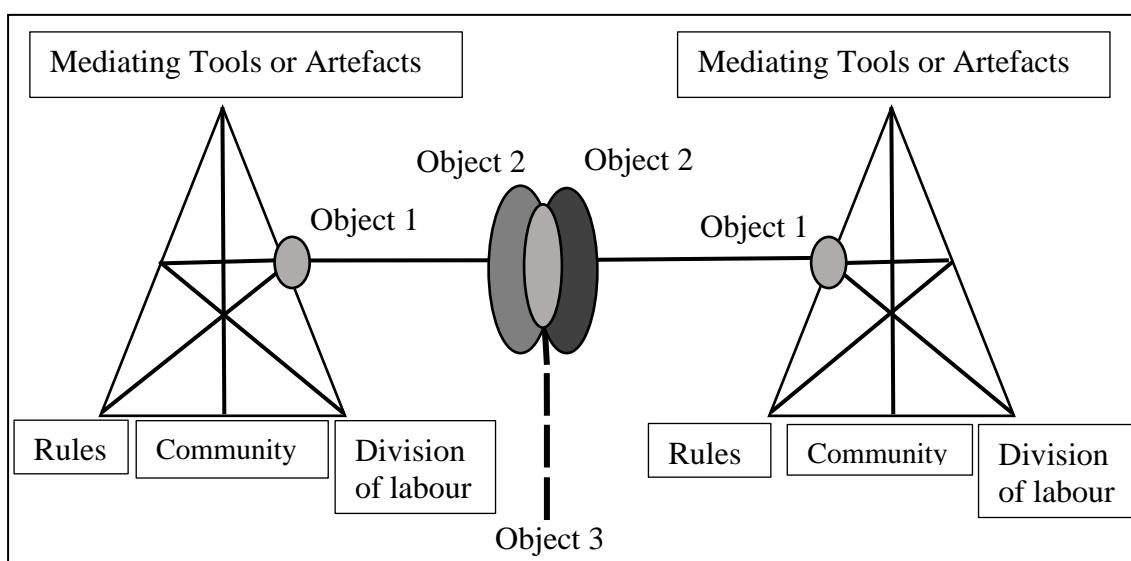 Mediating Tools or Artefacts
Mediating Tools or Artefacts
Object 2
Object 2
Object 1
Object 1
Rules
Community
Division
of labour
Rules
Community
Division
of labour
Object 3